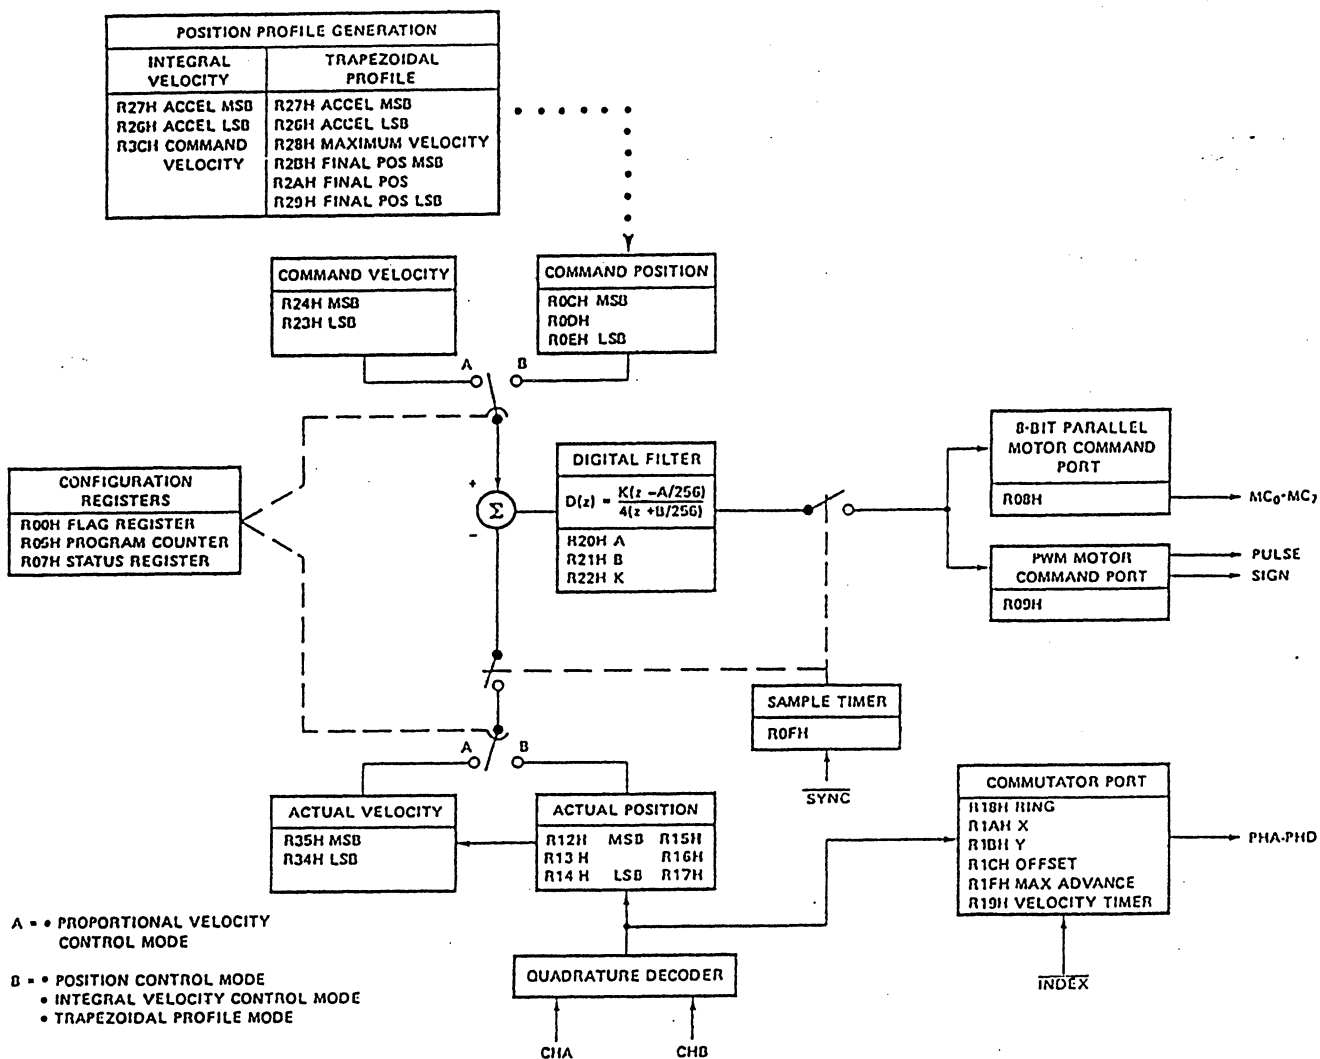 POSITION PROFILE GENERATION
INTEGRAL
VELOCITY
R27H ACCEL MSB
R26H ACCEL LSB
R3CH COMMAND
VELOCITY
TRAPEZOIDAL
PROFILE
R27H ACCEL MSB
R26H ACCEL LSB
R28H MAXIMUM VELOCITY
R2BH FINAL POS MSB
R2AH FINAL POS
R29H FINAL POS LSB
COMMAND VELOCITY
R24H MSB
R23H LSB
COMMAND POSITION
R0CH MSB
R0DH
R0EH LSB
A
B
CONFIGURATION
REGISTERS
R00H FLAG REGISTER
R05H PROGRAM COUNTER
R07H STATUS REGISTER
+
Σ
-
DIGITAL FILTER
D(z) = K(z -A/256)
4(z +B/256)
R20H A
R21H B
R22H K
8-BIT PARALLEL
MOTOR COMMAND
PORT
R08H
MC0-MC7
PWM MOTOR
COMMAND PORT
R09H
PULSE
SIGN
SAMPLE TIMER
R0FH
SYNC
A
B
ACTUAL VELOCITY
R35H MSB
R34H LSB
ACTUAL POSITION
R12H MSB R15H
R13H R16H
R14H LSB R17H
COMMUTATOR PORT
R18H RING
R1AH X
R1BH Y
R1CH OFFSET
R1FH MAX ADVANCE
R19H VELOCITY TIMER
PHA-PHD
INDEX
QUADRATURE DECODER
CHA
CHB
A = • PROPORTIONAL VELOCITY
CONTROL MODE
B = • POSITION CONTROL MODE
• INTEGRAL VELOCITY CONTROL MODE
• TRAPEZOIDAL PROFILE MODE